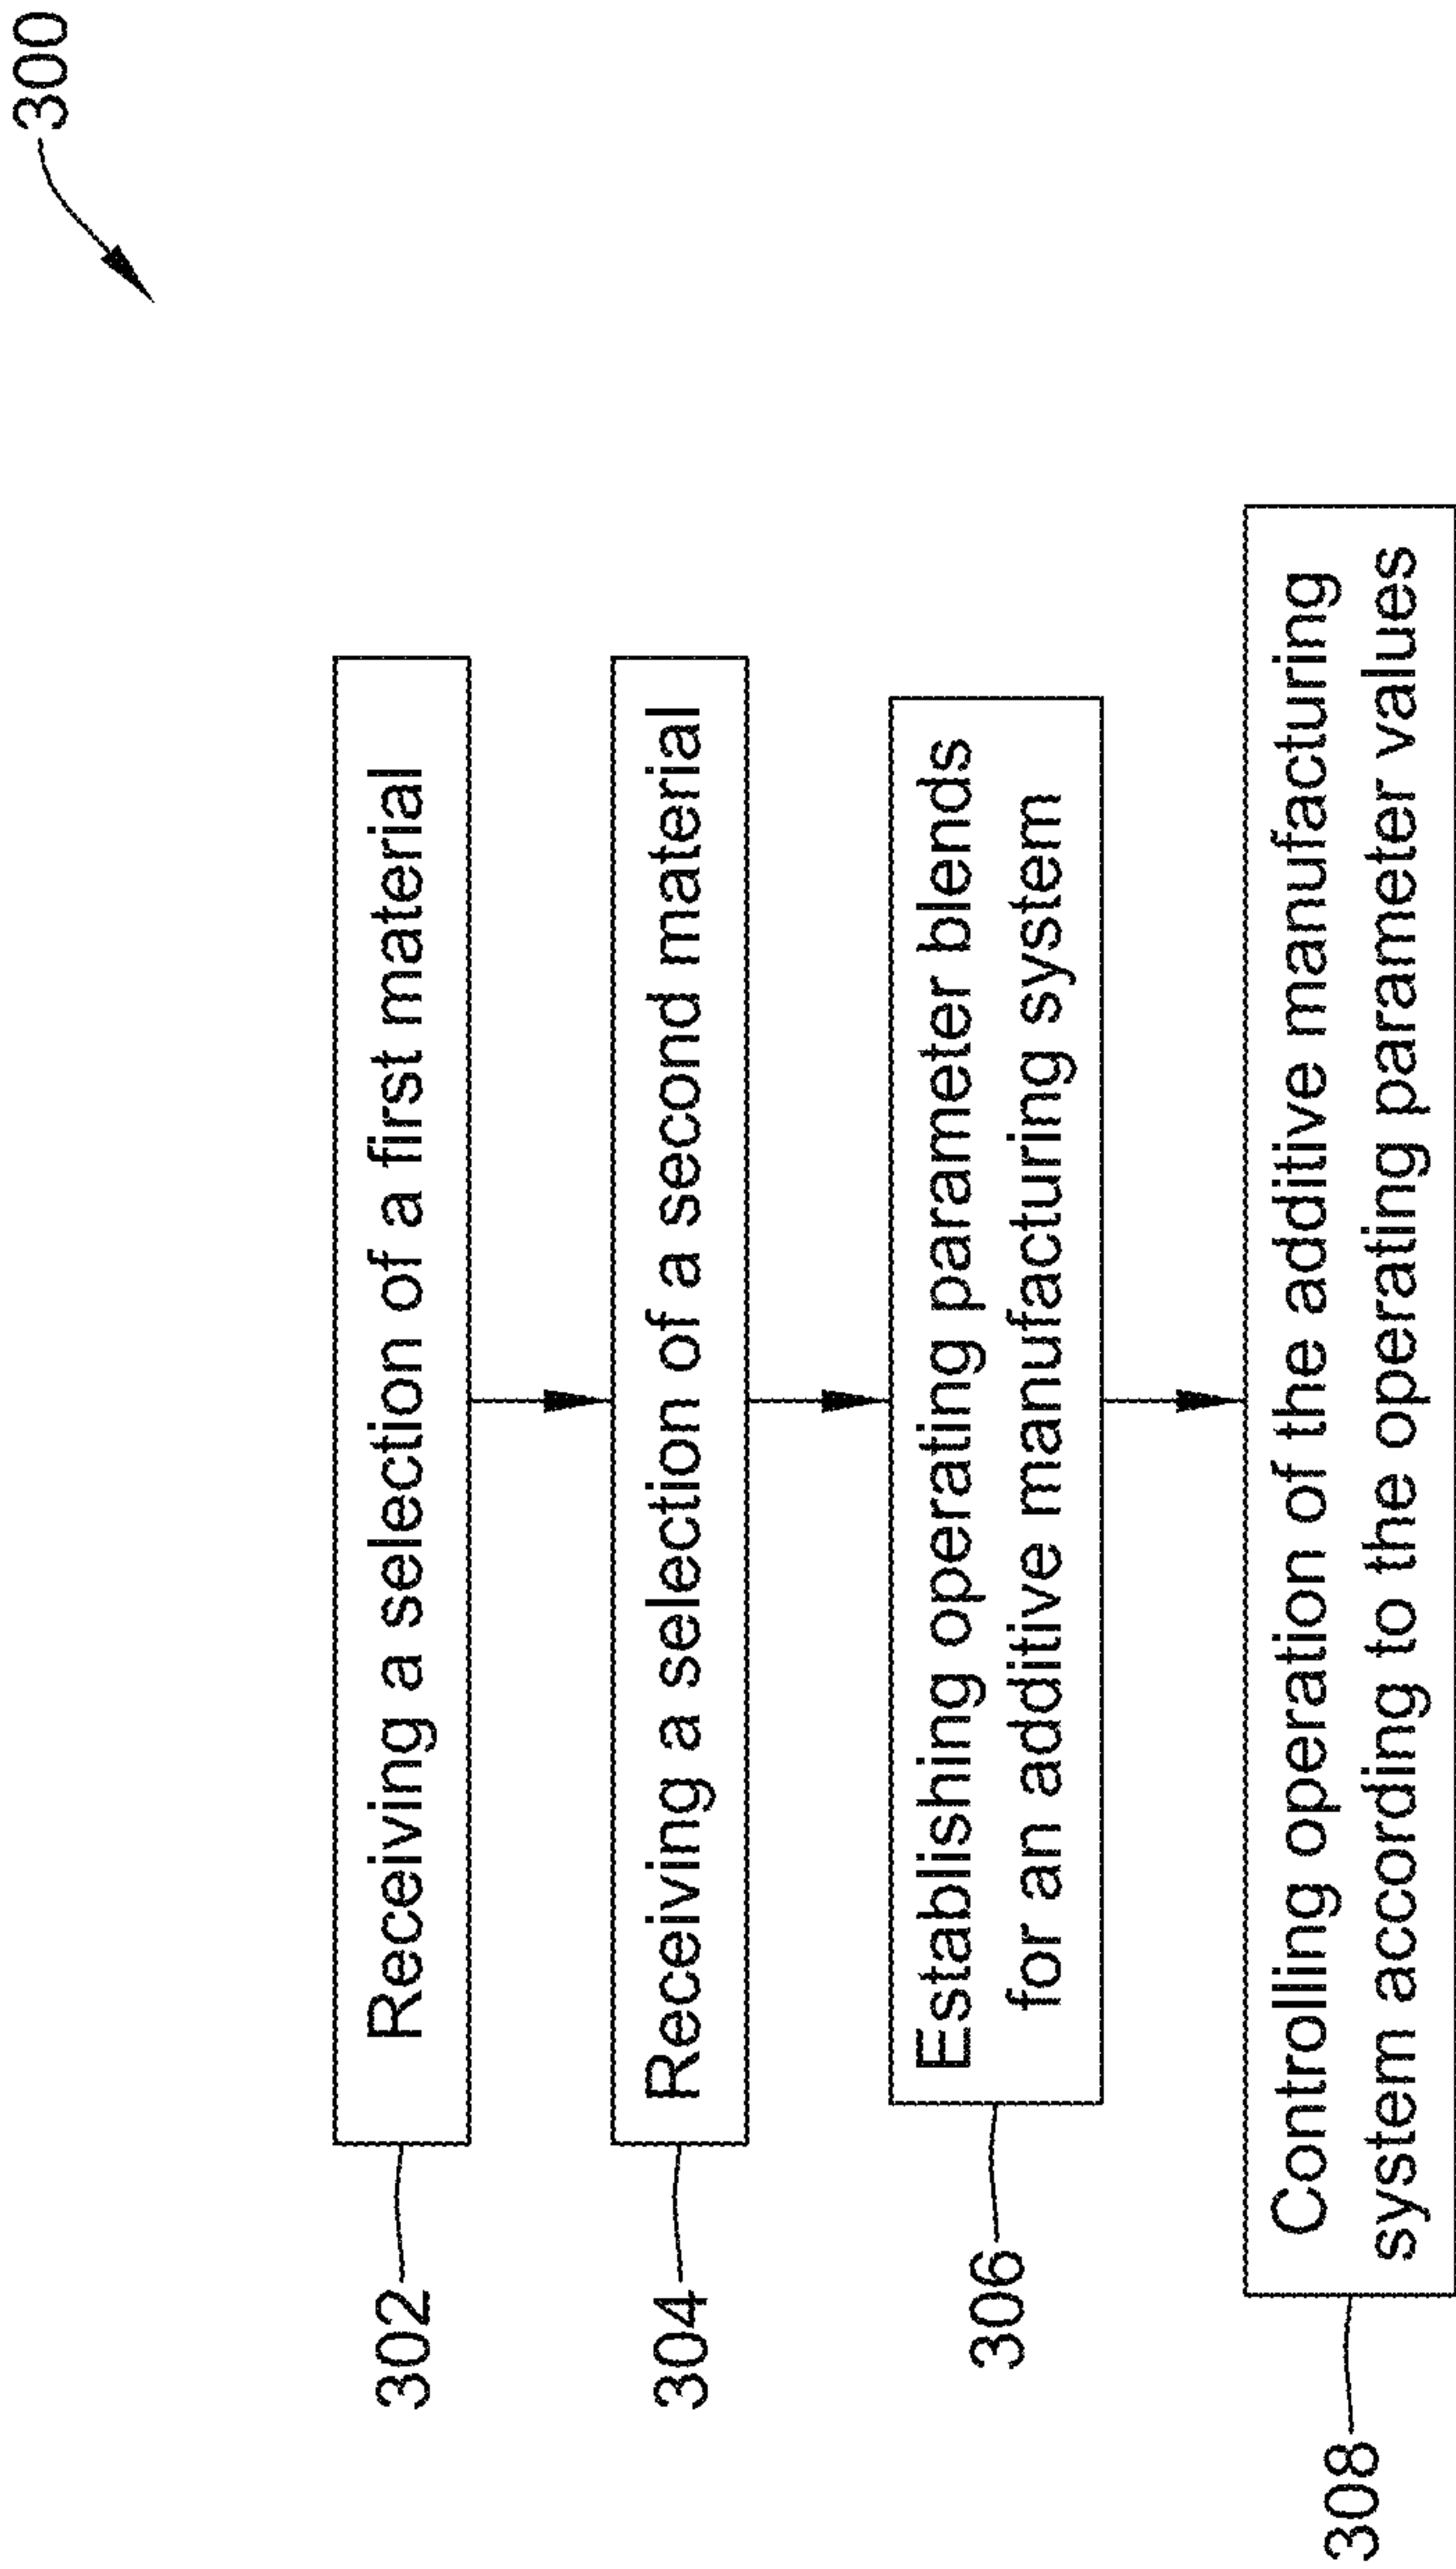 300
302
Receiving a selection of a first material
304
Receiving a selection of a second material
306
Establishing operating parameter blends
for an additive manufacturing system
308
Controlling operation of the additive manufacturing
system according to the operating parameter values